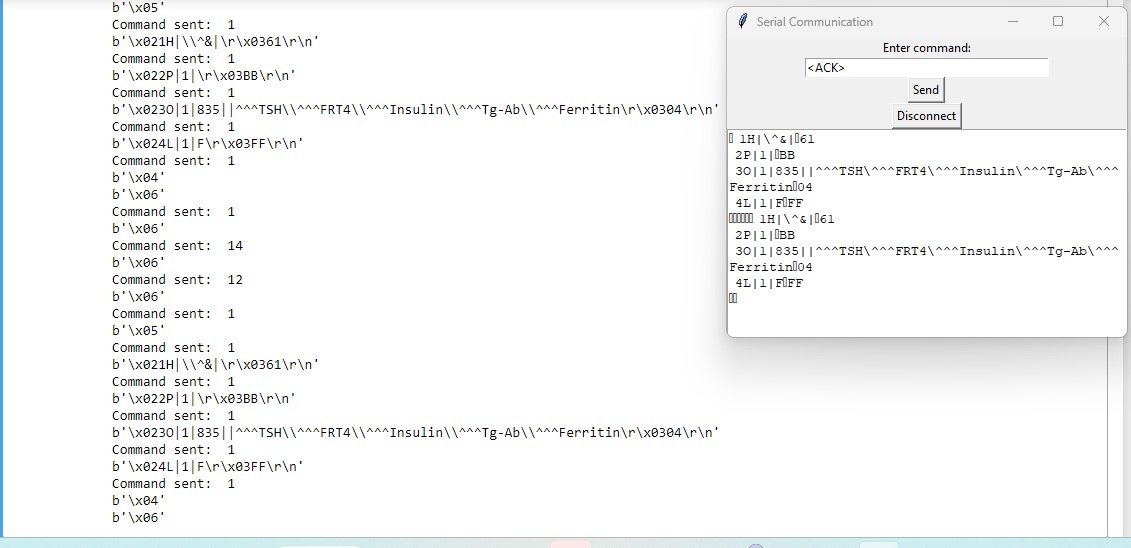 b'\x05'
Command sent:  1
b'\x021H|\\^&|\r\x0361\r\n'
Command sent:  1
b'\x022P|1|\r\x03BB\r\n'
Command sent:  1
b'\x023O|1|835||^^^TSH\\^^^FRT4\\^^^Insulin\\^^^Tg-Ab\\^^^Ferritin\r\x0304\r\n'
Command sent:  1
b'\x024L|1|F\r\x03FF\r\n'
Command sent:  1
b'\x04'
b'\x06'
Command sent:  1
b'\x06'
Command sent:  14
b'\x06'
Command sent:  12
b'\x06'
Command sent:  1
b'\x05'
Command sent:  1
b'\x021H|\\^&|\r\x0361\r\n'
Command sent:  1
b'\x022P|1|\r\x03BB\r\n'
Command sent:  1
b'\x023O|1|835||^^^TSH\\^^^FRT4\\^^^Insulin\\^^^Tg-Ab\\^^^Ferritin\r\x0304\r\n'
Command sent:  1
b'\x024L|1|F\r\x03FF\r\n'
Command sent:  1
b'\x04'
b'\x06'
Serial Communication
Enter command:
<ACK>
Send
Disconnect
▯ 1H|\^&|▯61
2P|1|▯BB
3O|1|835||^^^TSH\^^^FRT4\^^^Insulin\^^^Tg-Ab\^^^
Ferritin▯04
4L|1|F▯FF
▯▯▯▯▯▯ 1H|\^&|▯61
2P|1|▯BB
3O|1|835||^^^TSH\^^^FRT4\^^^Insulin\^^^Tg-Ab\^^^
Ferritin▯04
4L|1|F▯FF
▯▯